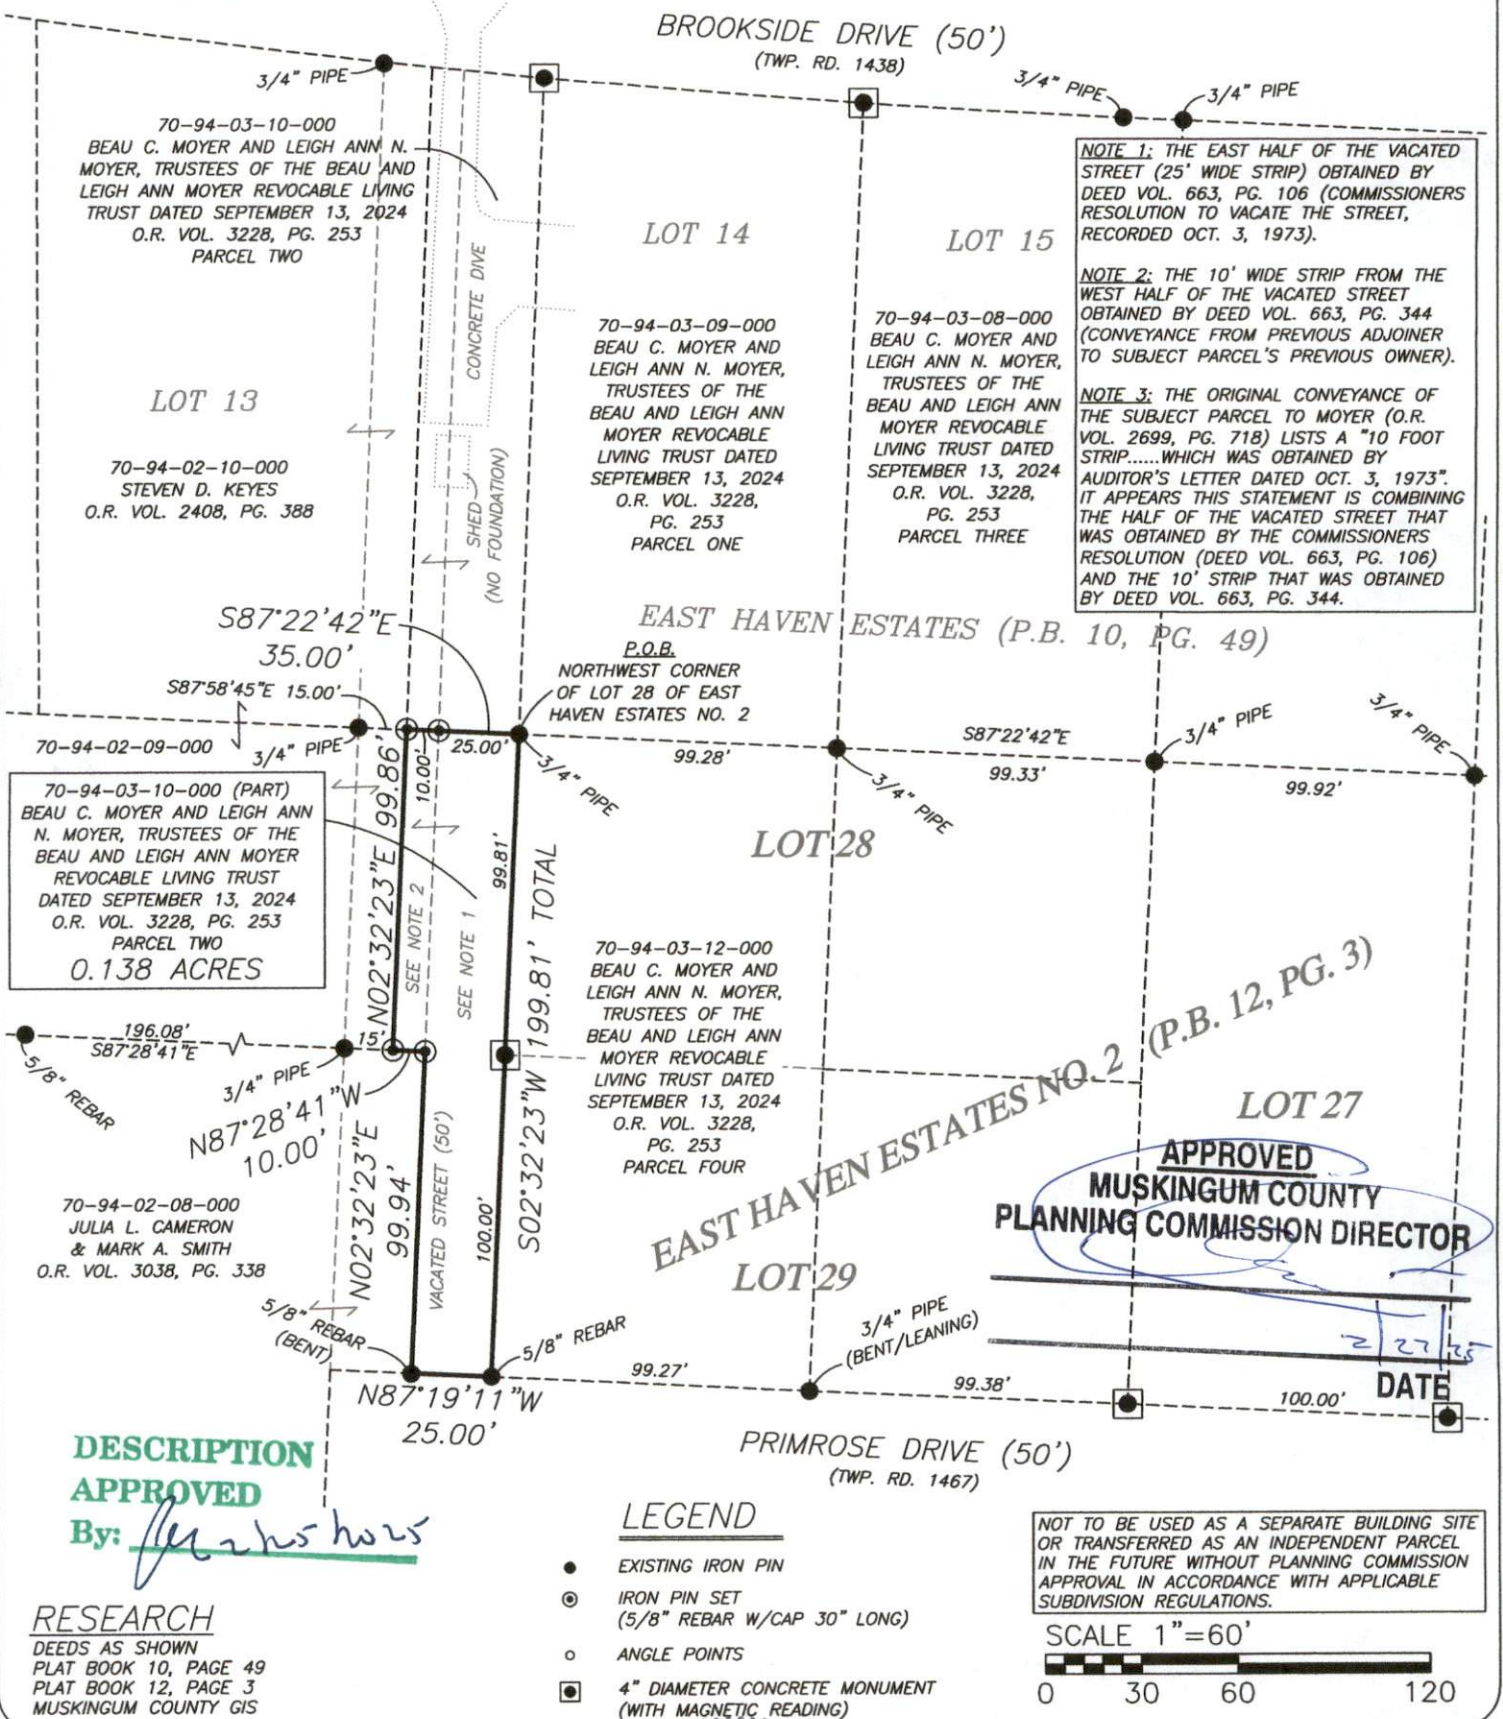 BROOKSIDE DRIVE (50')
(TWP. RD. 1438)
3/4" PIPE
3/4" PIPE
3/4" PIPE
70-94-03-10-000
BEAU C. MOYER AND LEIGH ANN N.
MOYER, TRUSTEES OF THE BEAU AND
LEIGH ANN MOYER REVOCABLE LIVING
TRUST DATED SEPTEMBER 13, 2024
O.R. VOL. 3228, PG. 253
PARCEL TWO
NOTE 1: THE EAST HALF OF THE VACATED
STREET (25' WIDE STRIP) OBTAINED BY
DEED VOL. 663, PG. 106 (COMMISSIONERS
RESOLUTION TO VACATE THE STREET,
RECORDED OCT. 3, 1973).
NOTE 2: THE 10' WIDE STRIP FROM THE
WEST HALF OF THE VACATED STREET
OBTAINED BY DEED VOL. 663, PG. 344
(CONVEYANCE FROM PREVIOUS ADJOINER
TO SUBJECT PARCEL'S PREVIOUS OWNER).
NOTE 3: THE ORIGINAL CONVEYANCE OF
THE SUBJECT PARCEL TO MOYER (O.R.
VOL. 2699, PG. 718) LISTS A "10 FOOT
STRIP......WHICH WAS OBTAINED BY
AUDITOR'S LETTER DATED OCT. 3, 1973".
IT APPEARS THIS STATEMENT IS COMBINING
THE HALF OF THE VACATED STREET THAT
WAS OBTAINED BY THE COMMISSIONERS
RESOLUTION (DEED VOL. 663, PG. 106)
AND THE 10' STRIP THAT WAS OBTAINED
BY DEED VOL. 663, PG. 344.
LOT 14
LOT 15
CONCRETE DIVE
LOT 13
70-94-03-09-000
BEAU C. MOYER AND
LEIGH ANN N. MOYER,
TRUSTEES OF THE
BEAU AND LEIGH ANN
MOYER REVOCABLE
LIVING TRUST DATED
SEPTEMBER 13, 2024
O.R. VOL. 3228,
PG. 253
PARCEL ONE
70-94-03-08-000
BEAU C. MOYER AND
LEIGH ANN N. MOYER,
TRUSTEES OF THE
BEAU AND LEIGH ANN
MOYER REVOCABLE
LIVING TRUST DATED
SEPTEMBER 13, 2024
O.R. VOL. 3228,
PG. 253
PARCEL THREE
70-94-02-10-000
STEVEN D. KEYES
O.R. VOL. 2408, PG. 388
SHED
(NO FOUNDATION)
EAST HAVEN ESTATES (P.B. 10, PG. 49)
S87°22'42"E
35.00'
P.O.B.
NORTHWEST CORNER
OF LOT 28 OF EAST
HAVEN ESTATES NO. 2
S87°58'45"E 15.00'
70-94-02-09-000
3/4" PIPE
10.00'
25.00'
3/4" PIPE
99.28'
3/4" PIPE
S87°22'42"E
99.33'
3/4" PIPE
3/4" PIPE
99.92'
70-94-03-10-000 (PART)
BEAU C. MOYER AND LEIGH ANN
N. MOYER, TRUSTEES OF THE
BEAU AND LEIGH ANN MOYER
REVOCABLE LIVING TRUST
DATED SEPTEMBER 13, 2024
O.R. VOL. 3228, PG. 253
PARCEL TWO
0.138 ACRES
N02°32'23"E 99.86'
SEE NOTE 2
SEE NOTE 1
99.81'
S02°32'23"W 199.81' TOTAL
LOT 28
70-94-03-12-000
BEAU C. MOYER AND
LEIGH ANN N. MOYER,
TRUSTEES OF THE
BEAU AND LEIGH ANN
MOYER REVOCABLE
LIVING TRUST DATED
SEPTEMBER 13, 2024
O.R. VOL. 3228,
PG. 253
PARCEL FOUR
EAST HAVEN ESTATES NO. 2 (P.B. 12, PG. 3)
196.08'
S87°28'41"E
5/8" REBAR
15'
3/4" PIPE
N87°28'41"W
10.00'
LOT 27
APPROVED
MUSKINGUM COUNTY
PLANNING COMMISSION DIRECTOR
2/27/25
DATE
70-94-02-08-000
JULIA L. CAMERON
& MARK A. SMITH
O.R. VOL. 3038, PG. 338
N02°32'23"E
99.94'
VACATED STREET (50')
100.00'
LOT 29
5/8" REBAR
(BENT)
5/8" REBAR
3/4" PIPE
(BENT/LEANING)
N87°19'11"W
25.00'
99.27'
99.38'
100.00'
PRIMROSE DRIVE (50')
(TWP. RD. 1467)
DESCRIPTION
APPROVED
By:
RESEARCH
DEEDS AS SHOWN
PLAT BOOK 10, PAGE 49
PLAT BOOK 12, PAGE 3
MUSKINGUM COUNTY GIS
LEGEND
EXISTING IRON PIN
IRON PIN SET
(5/8" REBAR W/CAP 30" LONG)
ANGLE POINTS
4" DIAMETER CONCRETE MONUMENT
(WITH MAGNETIC READING)
NOT TO BE USED AS A SEPARATE BUILDING SITE
OR TRANSFERRED AS AN INDEPENDENT PARCEL
IN THE FUTURE WITHOUT PLANNING COMMISSION
APPROVAL IN ACCORDANCE WITH APPLICABLE
SUBDIVISION REGULATIONS.
SCALE 1"=60'
0 30 60 120